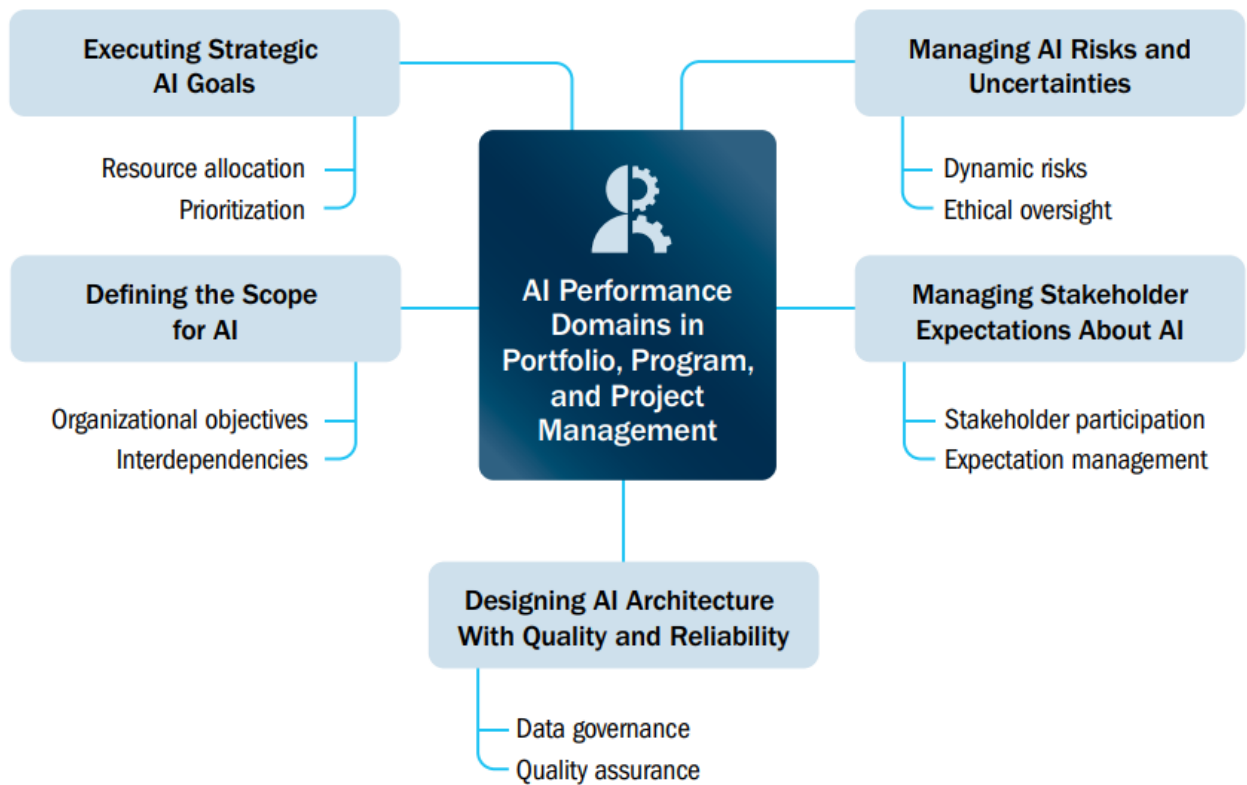 Executing Strategic
AI Goals
Resource allocation
Prioritization
Defining the Scope
for AI
Organizational objectives
Interdependencies
AI Performance
Domains in
Portfolio, Program,
and Project
Management
Managing AI Risks and
Uncertainties
Dynamic risks
Ethical oversight
Managing Stakeholder
Expectations About AI
Stakeholder participation
Expectation management
Designing AI Architecture
With Quality and Reliability
Data governance
Quality assurance